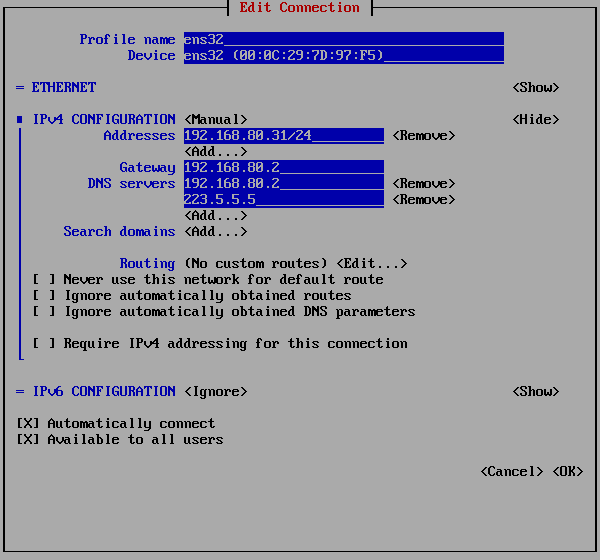 Edit Connection
Profile name ens32
Device ens32 (00:0C:29:7D:97:F5)
= ETHERNET <Show>
IPv4 CONFIGURATION <Manual> <Hide>
Addresses 192.168.80.31/24 <Remove>
<Add...>
Gateway 192.168.80.2
DNS servers 192.168.80.2 <Remove>
223.5.5.5 <Remove>
<Add...>
Search domains <Add...>
Routing (No custom routes) <Edit...>
[ ] Never use this network for default route
[ ] Ignore automatically obtained routes
[ ] Ignore automatically obtained DNS parameters
[ ] Require IPv4 addressing for this connection
= IPv6 CONFIGURATION <Ignore> <Show>
[X] Automatically connect
[X] Available to all users
<Cancel> <OK>